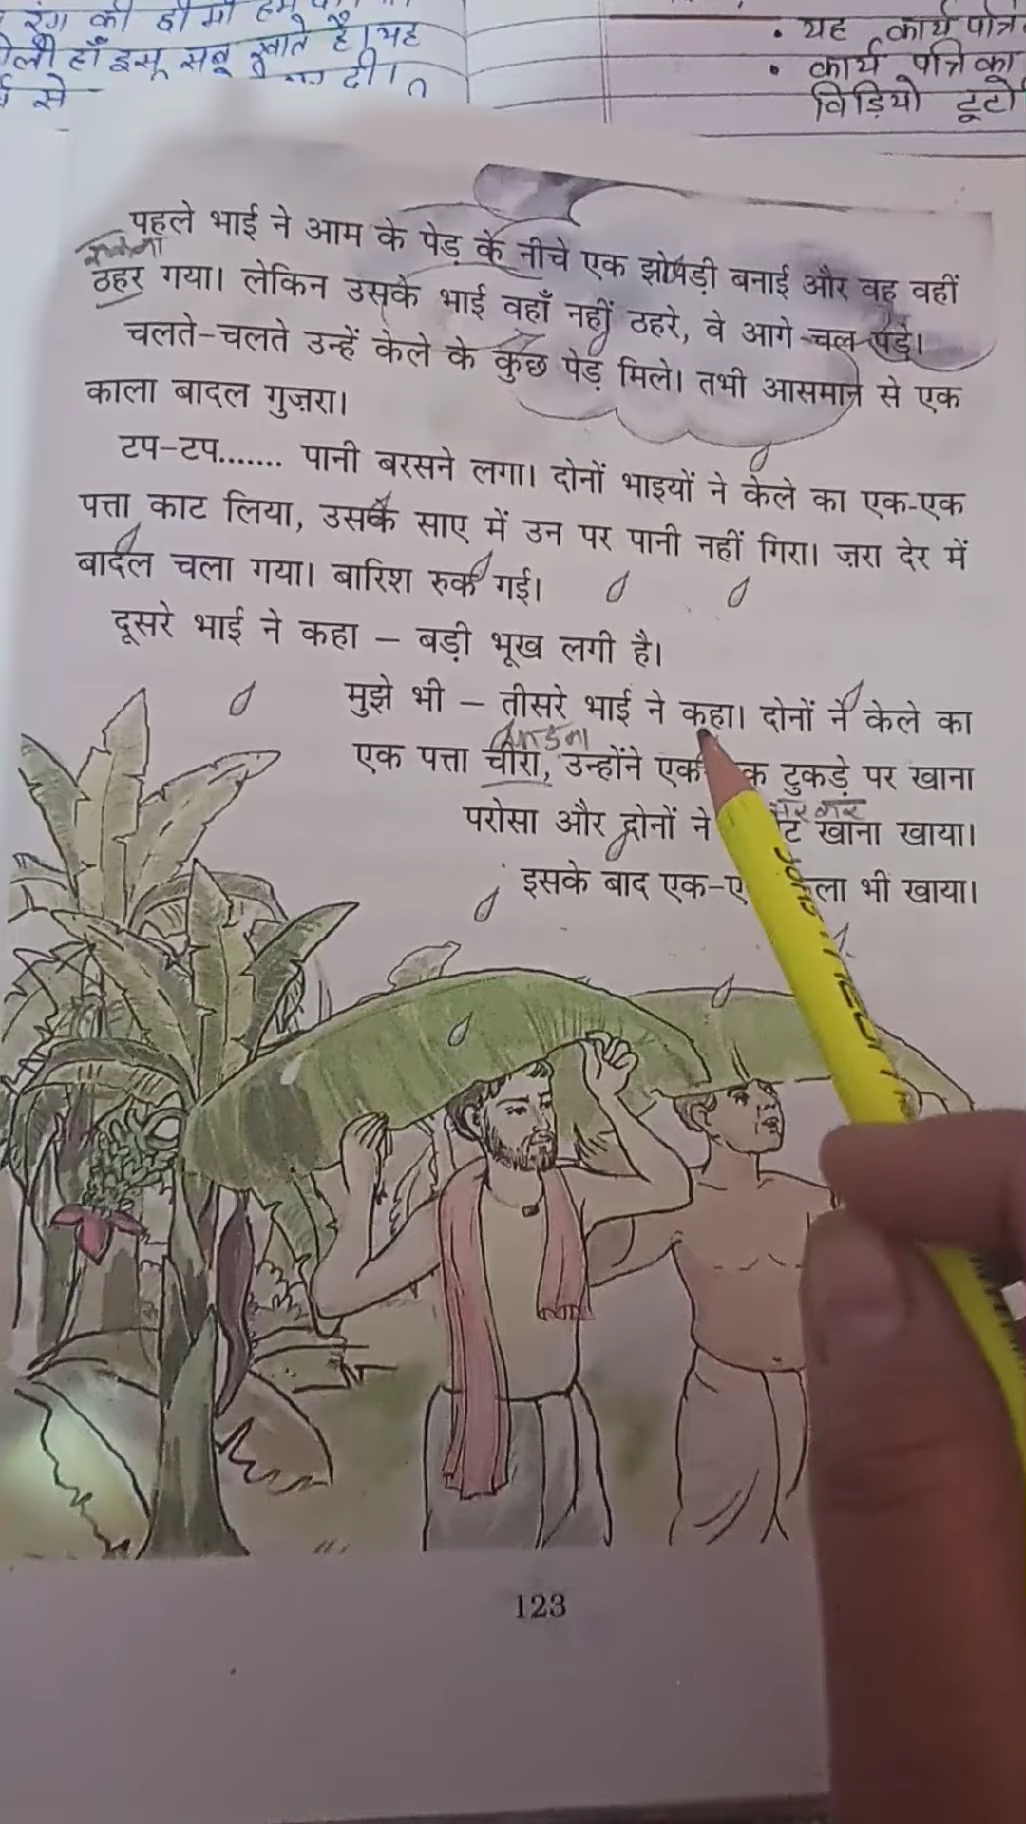 यह कार्य
कार्य पत्रिका
विडियो टूटो
पहले भाई ने आम के पेड़ के नीचे एक झोंपड़ी बनाई और वह वहीं
ठहर गया। लेकिन उसके भाई वहाँ नहीं ठहरे, वे आगे चल पड़े।
चलते-चलते उन्हें केले के कुछ पेड़ मिले। तभी आसमान से एक
काला बादल गुज़रा।
टप-टप....... पानी बरसने लगा। दोनों भाइयों ने केले का एक-एक
पत्ता काट लिया, उसके साए में उन पर पानी नहीं गिरा। ज़रा देर में
बादल चला गया। बारिश रुक गई।
दूसरे भाई ने कहा – बड़ी भूख लगी है।
मुझे भी – तीसरे भाई ने कहा। दोनों ने केले का
एक पत्ता चीरा, उन्होंने एक टुकड़े पर खाना
परोसा और दोनों ने खाना खाया।
इसके बाद भी खाया।
123